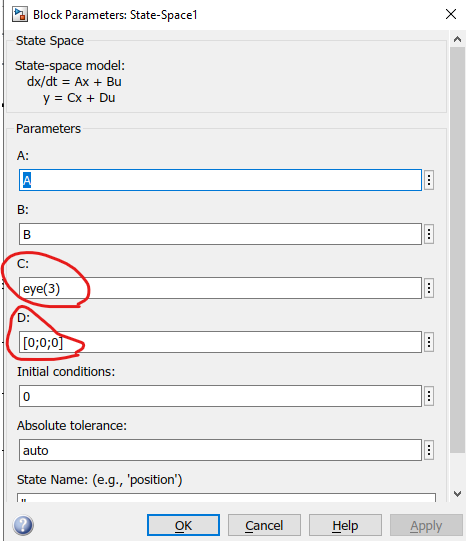 Block Parameters: State-Space1
State Space
State-space model:
dx/dt = Ax + Bu
y = Cx + Du
Parameters
A:
A
B:
B
C:
eye(3)
D:
[0;0;0]
Initial conditions:
0
Absolute tolerance:
auto
State Name: (e.g., 'position')
''
OK Cancel Help Apply